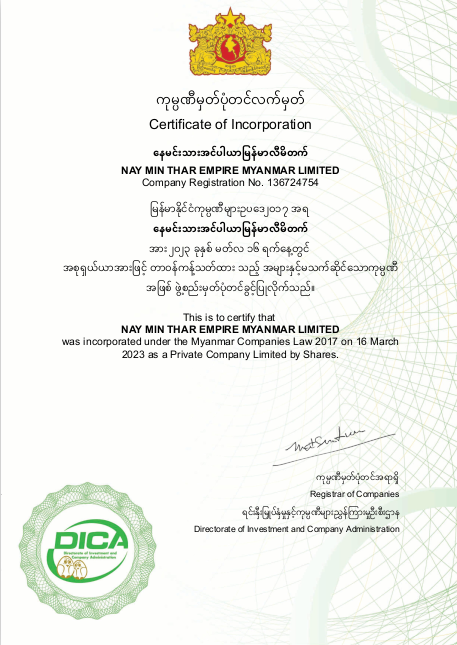 ကုမ္ပဏီမှတ်ပုံတင်လက်မှတ်
Certificate of Incorporation
နေမင်းသားအင်ပါယာမြန်မာလီမိတက်
NAY MIN THAR EMPIRE MYANMAR LIMITED
Company Registration No. 136724754
မြန်မာနိုင်ငံကုမ္ပဏီများဥပဒေ၂၀၁၇ အရ
နေမင်းသားအင်ပါယာမြန်မာလီမိတက်
အား၂၀၂၃ ခုနှစ် မတ်လ ၁၆ ရက်နေ့တွင်
အစုရှယ်ယာအားဖြင့် တာဝန်ကန့်သတ်ထား သည့် အများနှင့်မသက်ဆိုင်သောကုမ္ပဏီ
အဖြစ် ဖွဲ့စည်းမှတ်ပုံတင်ခွင့်ပြုလိုက်သည်။
This is to certify that
NAY MIN THAR EMPIRE MYANMAR LIMITED
was incorporated under the Myanmar Companies Law 2017 on 16 March
2023 as a Private Company Limited by Shares.
ကုမ္ပဏီမှတ်ပုံတင်အရာရှိ
Registrar of Companies
ရင်းနှီးမြှုပ်နှံမှုနှင့်ကုမ္ပဏီများညွှန်ကြားမှုဦးစီးဌာန
Directorate of Investment and Company Administration
DICA
Directorate of Investment and
Company Administration